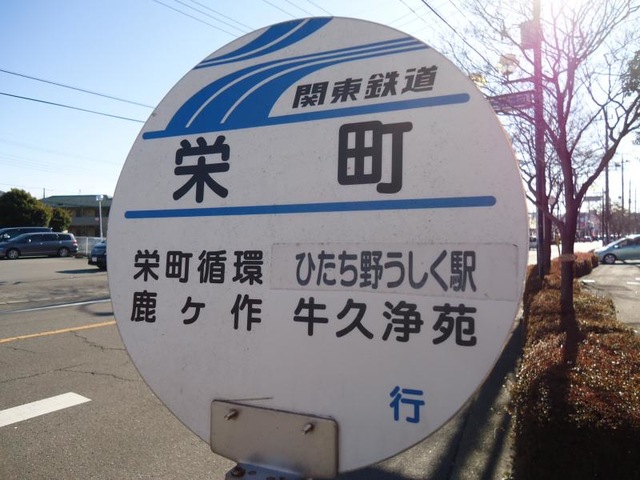 関東鉄道
栄町
栄町循環 ひたち野うしく駅
鹿ヶ作 牛久浄苑
行